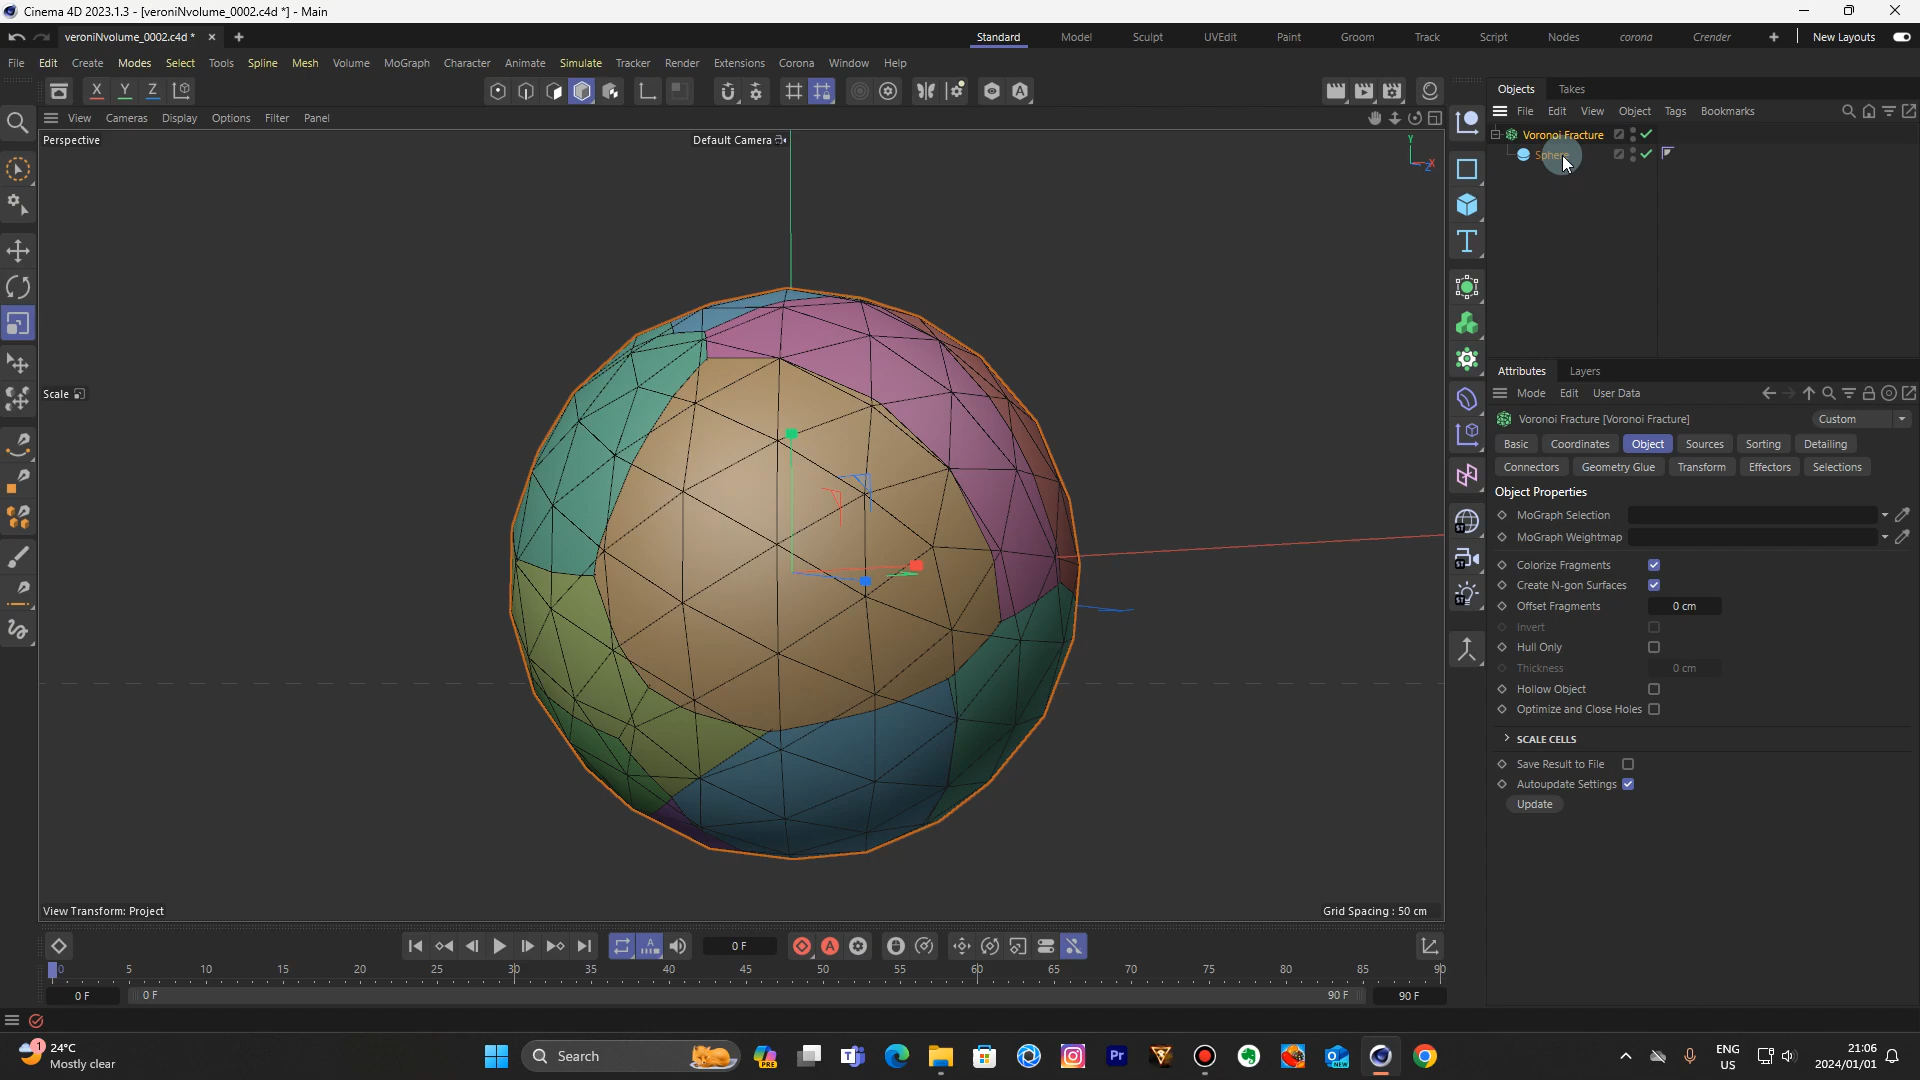 Cinema 4D 2023.1.3 - [veroniNvolume_0002.c4d *] - Main
veroniNvolume_0002.c4d *
Standard Model Sculpt UVEdit Paint Groom Track Script Nodes corona Crender New Layouts
File Edit Create Modes Select Tools Spline Mesh Volume MoGraph Character Animate Simulate Tracker Render Extensions Corona Window Help
X Y Z
Objects Takes
View Cameras Display Options Filter Panel
File Edit View Object Tags Bookmarks
Perspective
Default Camera
Y
X
Z
Voronoi Fracture
Sphere
Scale
Attributes Layers
Mode Edit User Data
Voronoi Fracture [Voronoi Fracture]
Custom
Basic Coordinates Object Sources Sorting Detailing
Connectors Geometry Glue Transform Effectors Selections
Object Properties
MoGraph Selection
MoGraph Weightmap
Colorize Fragments
Create N-gon Surfaces
Offset Fragments 0 cm
Invert
Hull Only
Thickness 0 cm
Hollow Object
Optimize and Close Holes
SCALE CELLS
Save Result to File
Autoupdate Settings
Update
ST
ST
ST
View Transform: Project
Grid Spacing : 50 cm
0 F
0 5 10 15 20 25 30 35 40 45 50 55 60 65 70 75 80 85 90
0 F 0 F 90 F 90 F
1
24°C
Mostly clear
Search
PRE
Pr
NEW
ENG
US
21:06
2024/01/01